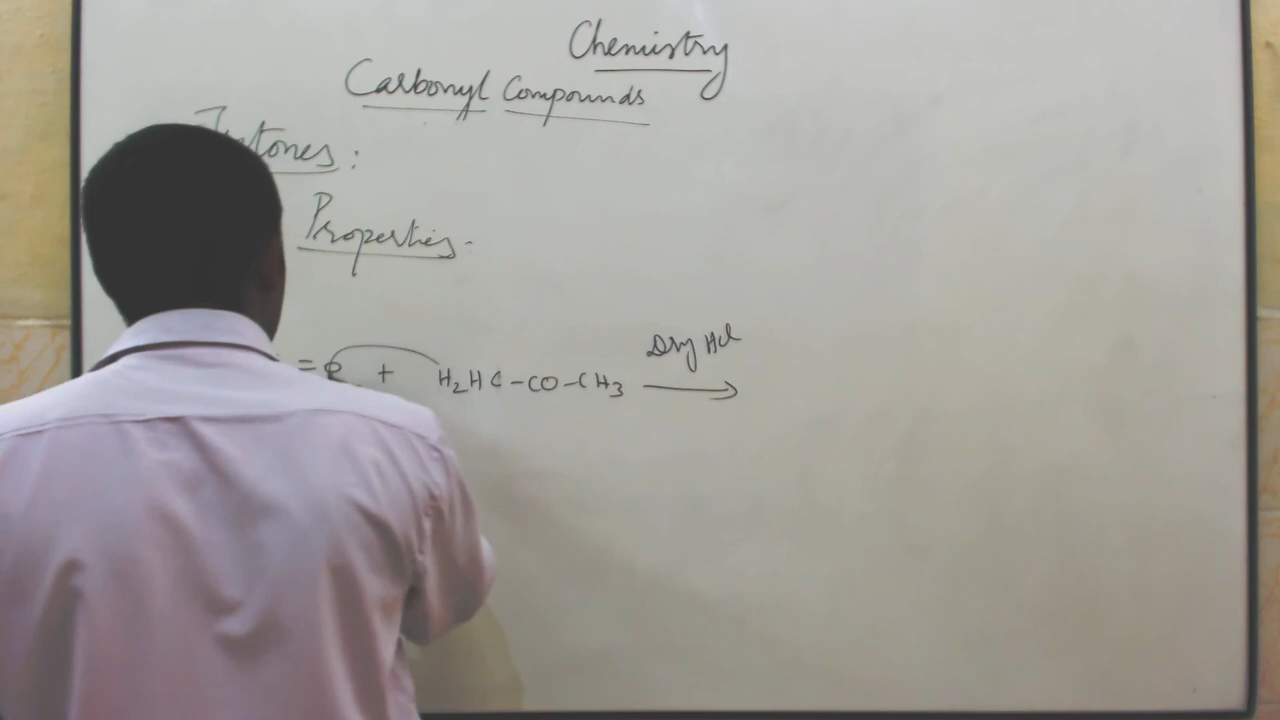 Chemistry
Carbonyl Compounds
Properties:
+ H₂HC-CO-CH₃ Dry HCl →